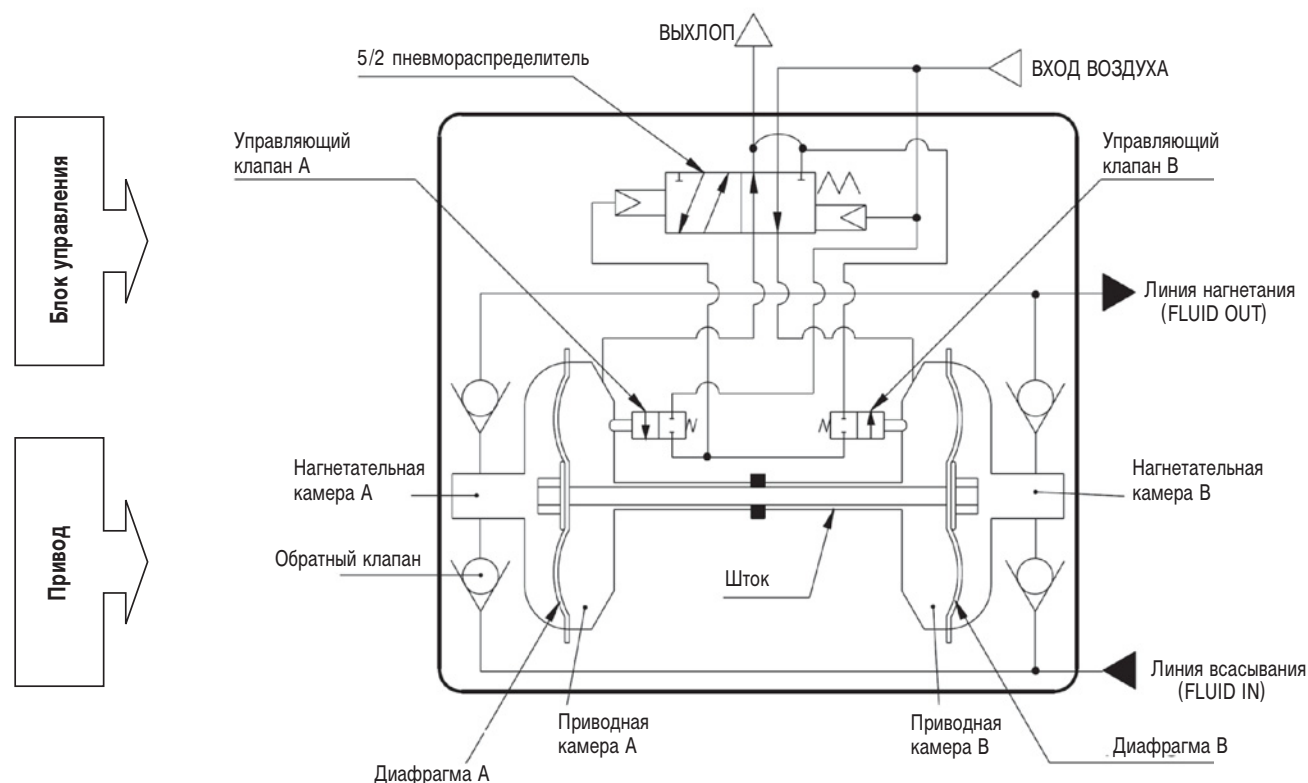 ВЫХЛОП
5/2 пневмораспределитель
ВХОД ВОЗДУХА
Управляющий
клапан А
Управляющий
клапан В
Блок управления
Линия нагнетания
(FLUID OUT)
Нагнетательная
камера А
Нагнетательная
камера В
Привод
Обратный клапан
Шток
Линия всасывания
(FLUID IN)
Приводная
камера А
Приводная
камера В
Диафрагма А
Диафрагма В